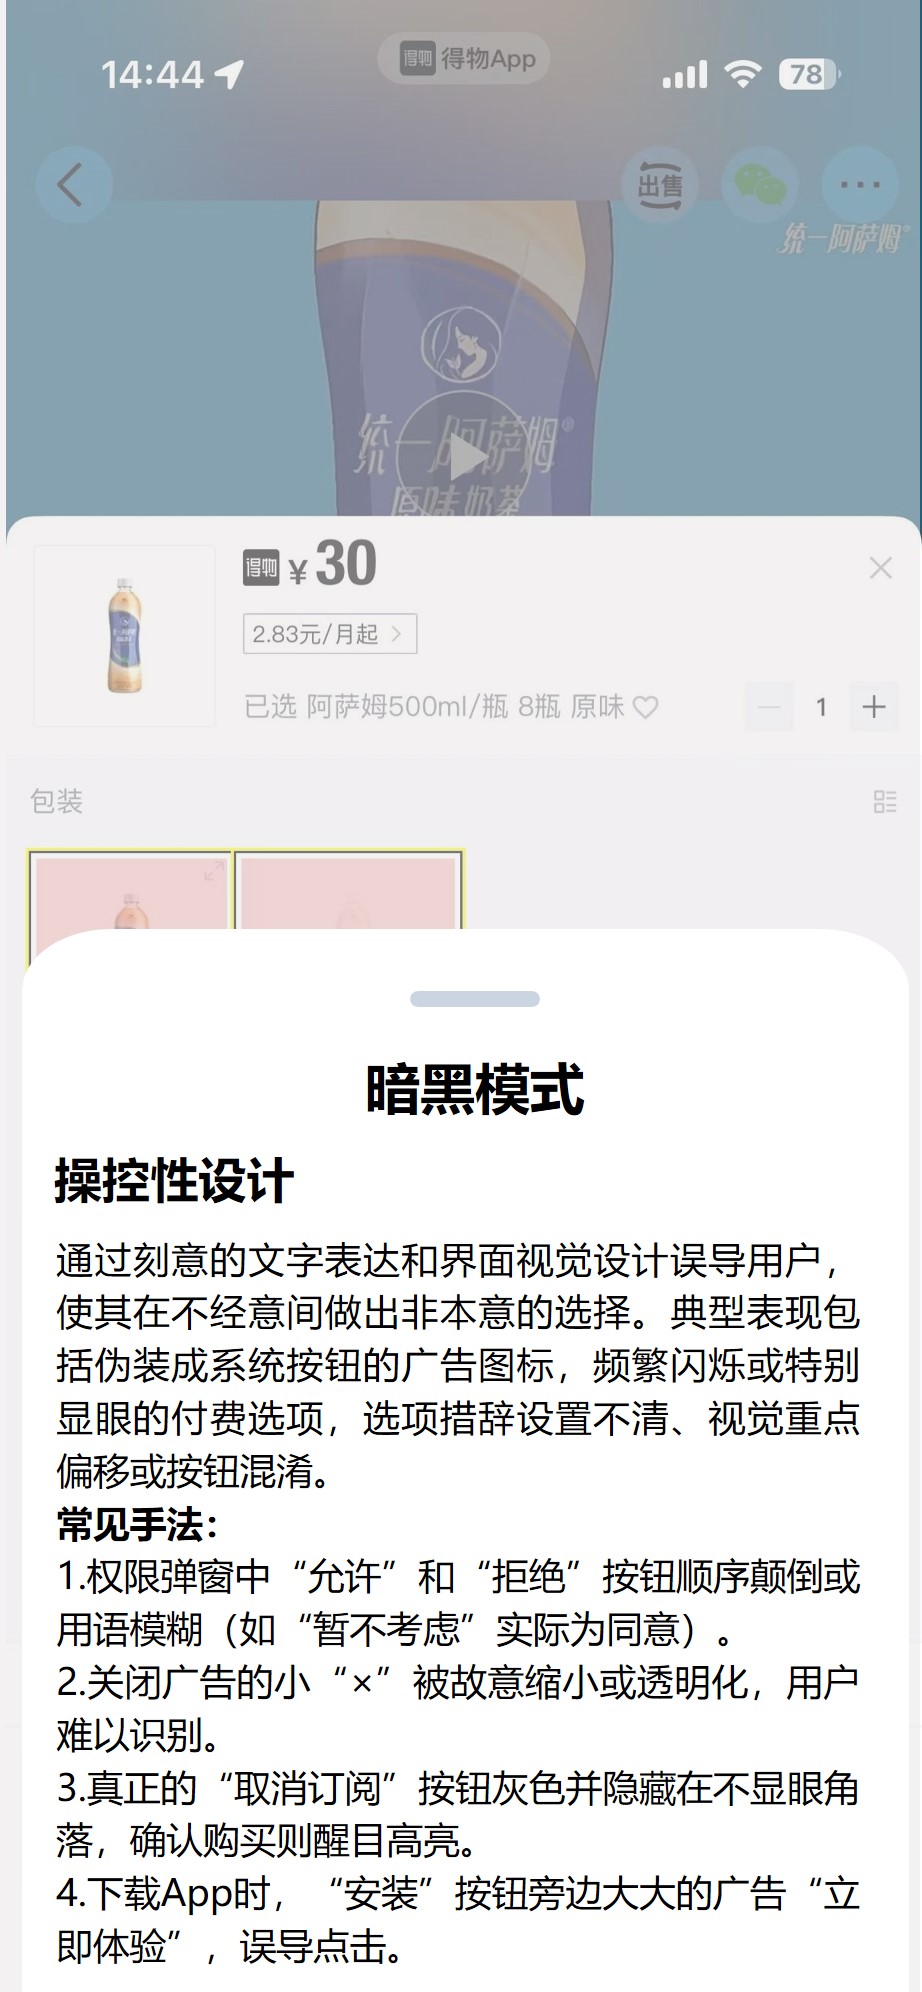 14:44
得物 得物App
78
出售
统一阿萨姆®
统一阿萨姆®
原味奶茶
得物 ¥30
2.83元/月起 >
已选 阿萨姆500ml/瓶 8瓶 原味
1
包装
暗黑模式
操控性设计
通过刻意的文字表达和界面视觉设计误导用户，
使其在不经意间做出非本意的选择。典型表现包
括伪装成系统按钮的广告图标，频繁闪烁或特别
显眼的付费选项，选项措辞设置不清、视觉重点
偏移或按钮混淆。
常见手法：
1.权限弹窗中“允许”和“拒绝”按钮顺序颠倒或
用语模糊（如“暂不考虑”实际为同意）。
2.关闭广告的小“×”被故意缩小或透明化，用户
难以识别。
3.真正的“取消订阅”按钮灰色并隐藏在不显眼角
落，确认购买则醒目高亮。
4.下载App时，“安装”按钮旁边大大的广告“立
即体验”，误导点击。